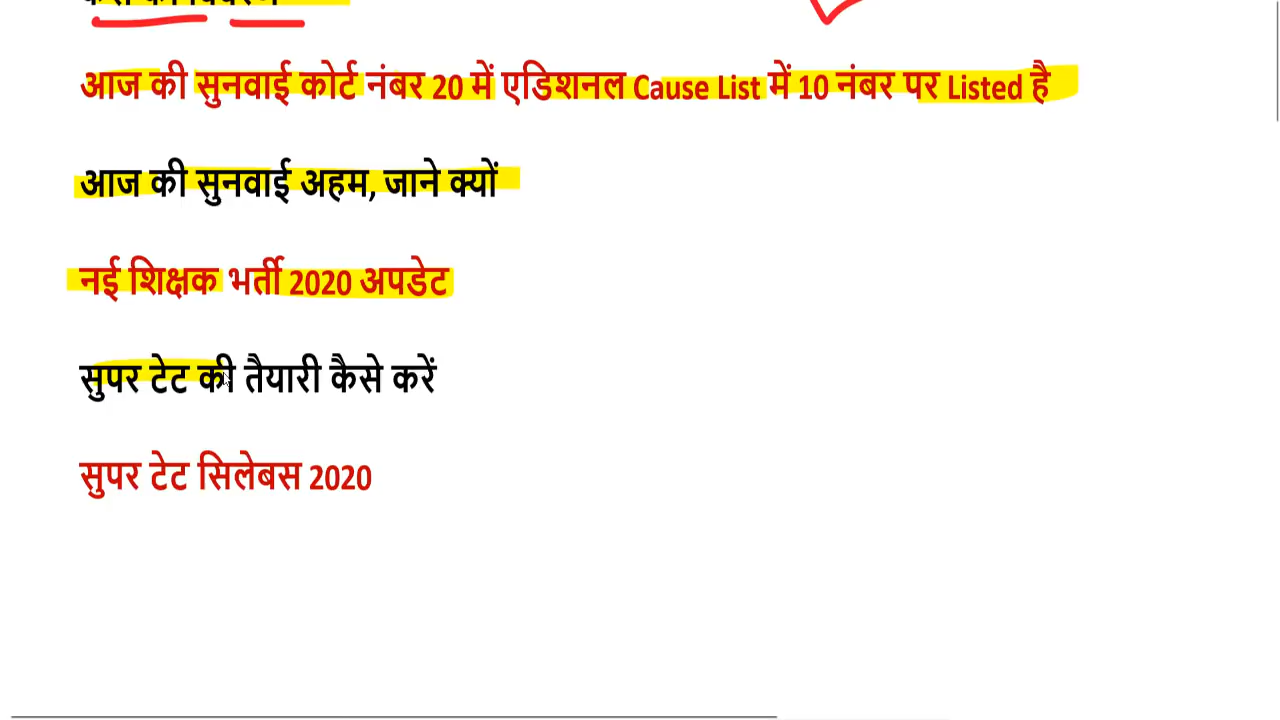 आज की सुनवाई कोर्ट नंबर 20 में एडिशनल Cause List में 10 नंबर पर Listed है
आज की सुनवाई अहम, जाने क्यों
नई शिक्षक भर्ती 2020 अपडेट
सुपर टेट की तैयारी कैसे करें
सुपर टेट सिलेबस 2020